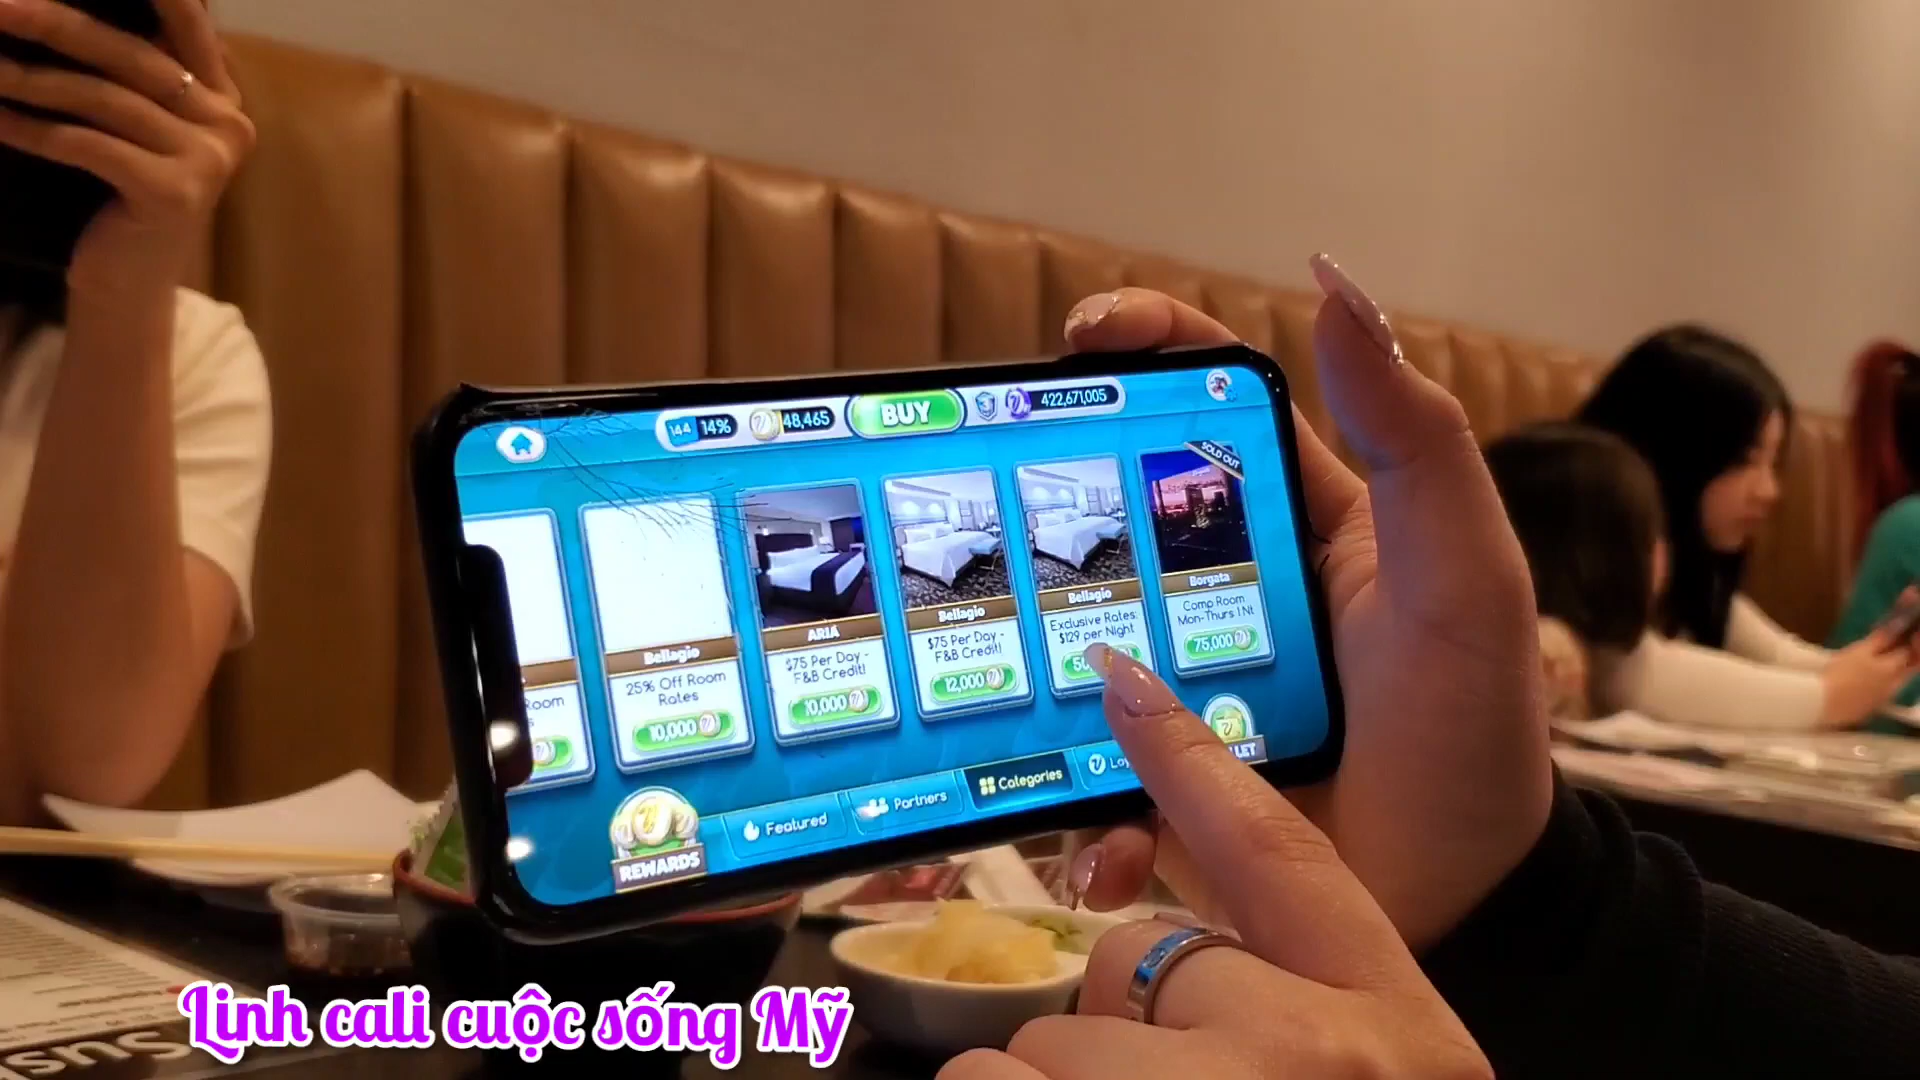 144 14% 48,465 BUY 3 422,671,005
SOLD OUT
Room
Bellagio
25% Off Room
Rates
10,000
ARIA
$75 Per Day -
F&B Credit!
10,000
Bellagio
$75 Per Day -
F&B Credit!
12,000
Bellagio
Exclusive Rates:
$129 per Night
Borgata
Comp Room
Mon-Thurs 1 Nt
75,000
REWARDS
Featured
Partners
Categories
Linh cali cuộc sống Mỹ